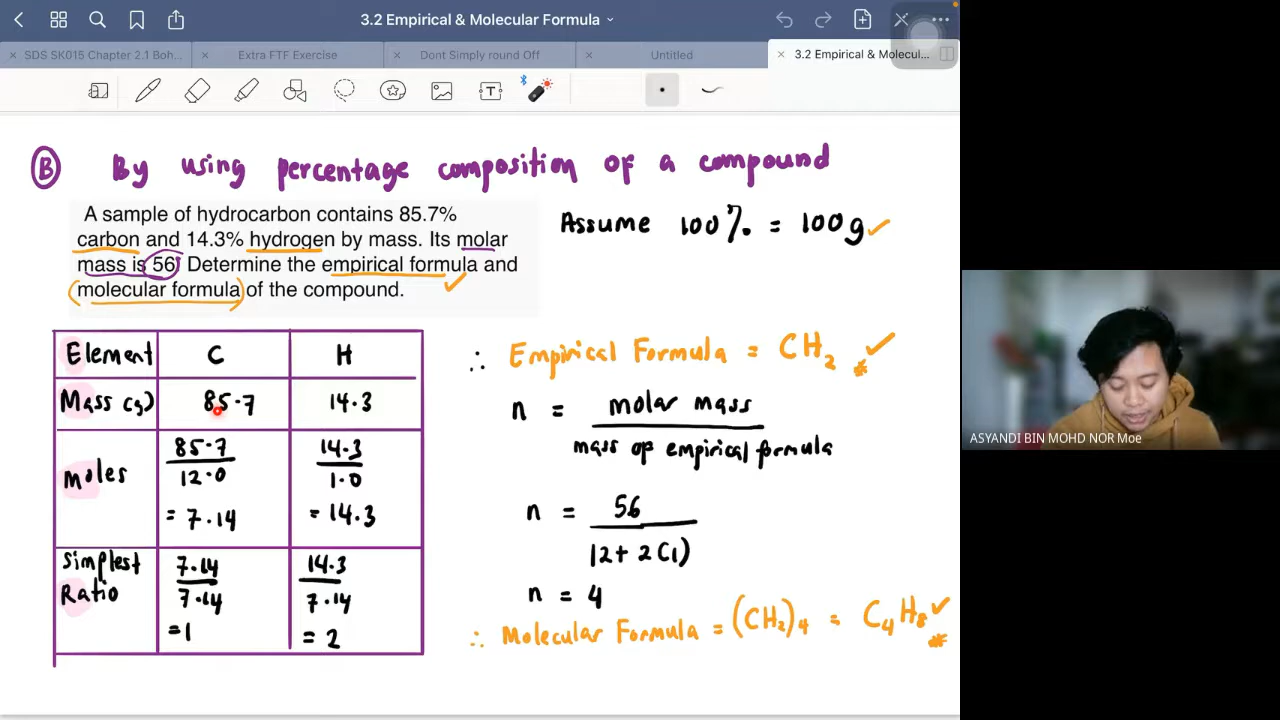 3.2 Empirical & Molecular Formula
SDS SK015 Chapter 2.1 Boh...
Extra FTF Exercise
Dont Simply round Off
Untitled
3.2 Empirical & Molecul...
B By using percentage composition of a compound
A sample of hydrocarbon contains 85.7%
carbon and 14.3% hydrogen by mass. Its molar
mass is 56. Determine the empirical formula and
molecular formula of the compound.
Assume 100% = 100g
Element C H
Mass (g) 85.7 14.3
Moles 85.7/12.0 = 7.14 14.3/1.0 = 14.3
Simplest Ratio 7.14/7.14 = 1 14.3/7.14 = 2
∴ Empirical Formula = CH₂ *
n = molar mass
mass of empirical formula
n = 56
12 + 2(1)
n = 4
∴ Molecular Formula = (CH₂)₄ = C₄H₈ *
ASYANDI BIN MOHD NOR Moe